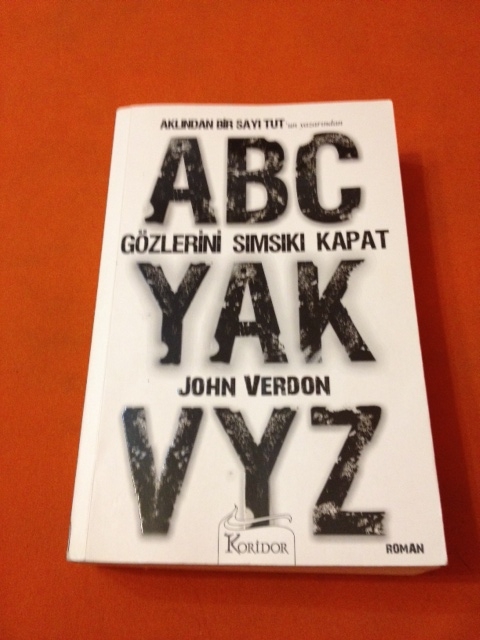 AKLINDAN BİR SAYI TUT'un yazarından
ABC
GÖZLERİNİ SIMSIKI KAPAT
YAK
JOHN VERDON
VYZ
KORİDOR
ROMAN